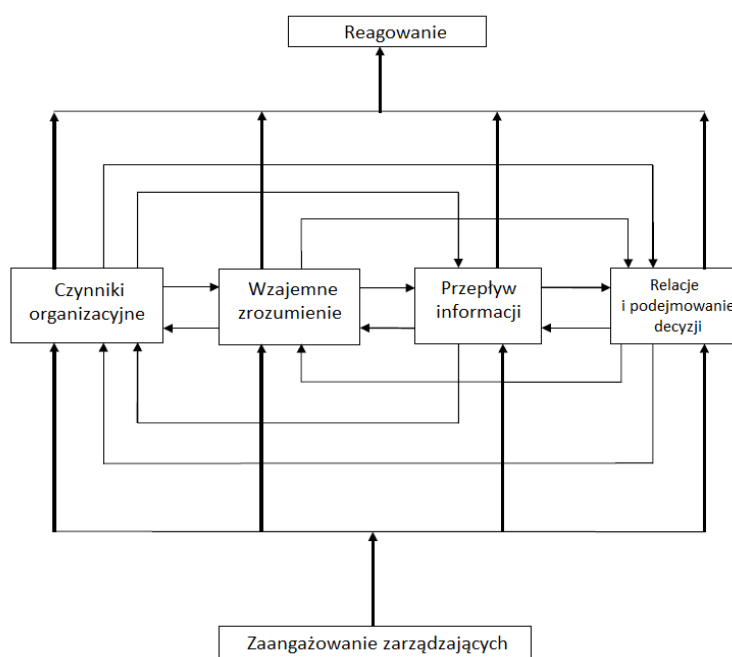 Reagowanie
Czynniki
organizacyjne
Wzajemne
zrozumienie
Przepływ
informacji
Relacje
i podejmowanie
decyzji
Zaangażowanie zarządzających